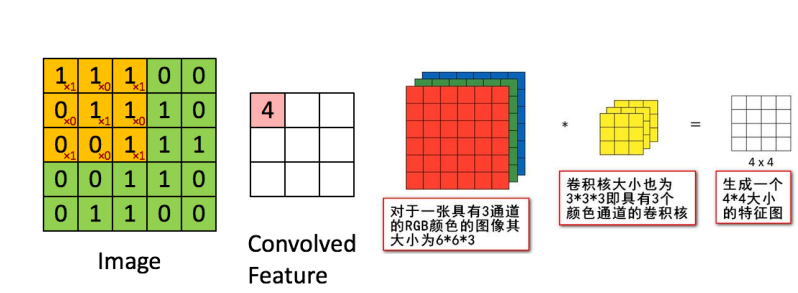 1×1 1×0 1×1 0 0
0×0 1×1 1×0 1 0
0×1 0×0 1×1 1 1
0 0 1 1 0
0 1 1 0 0
Image
4
Convolved
Feature
对于一张具有3通道
的RGB颜色的图像其
大小为6*6*3
*
卷积核大小也为
3*3*3即具有3个
颜色通道的卷积核
=
4 x 4
生成一个
4*4大小
的特征图